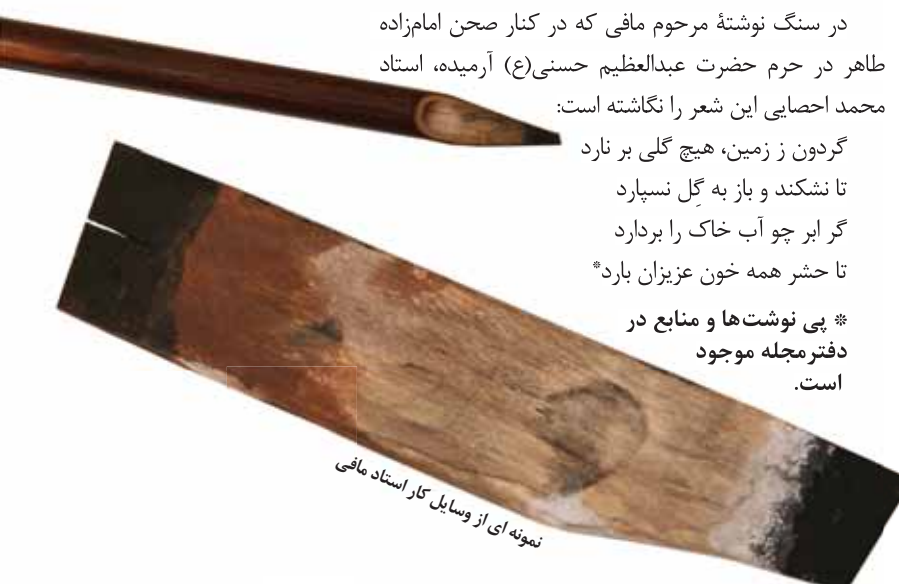 در سنگ نوشتهٔ مرحوم مافی که در کنار صحن امام‌زاده
طاهر در حرم حضرت عبدالعظیم حسنی(ع) آرمیده، استاد
محمد احصایی این شعر را نگاشته است:
گردون ز زمین، هیچ گلی بر نارد
تا نشکند و باز به گِل نسپارد
گر ابر چو آب خاک را بردارد
تا حشر همه خون عزیزان بارد*
* پی نوشت‌ها و منابع در
دفترمجله موجود
است.
نمونه ای از وسایل کار استاد مافی